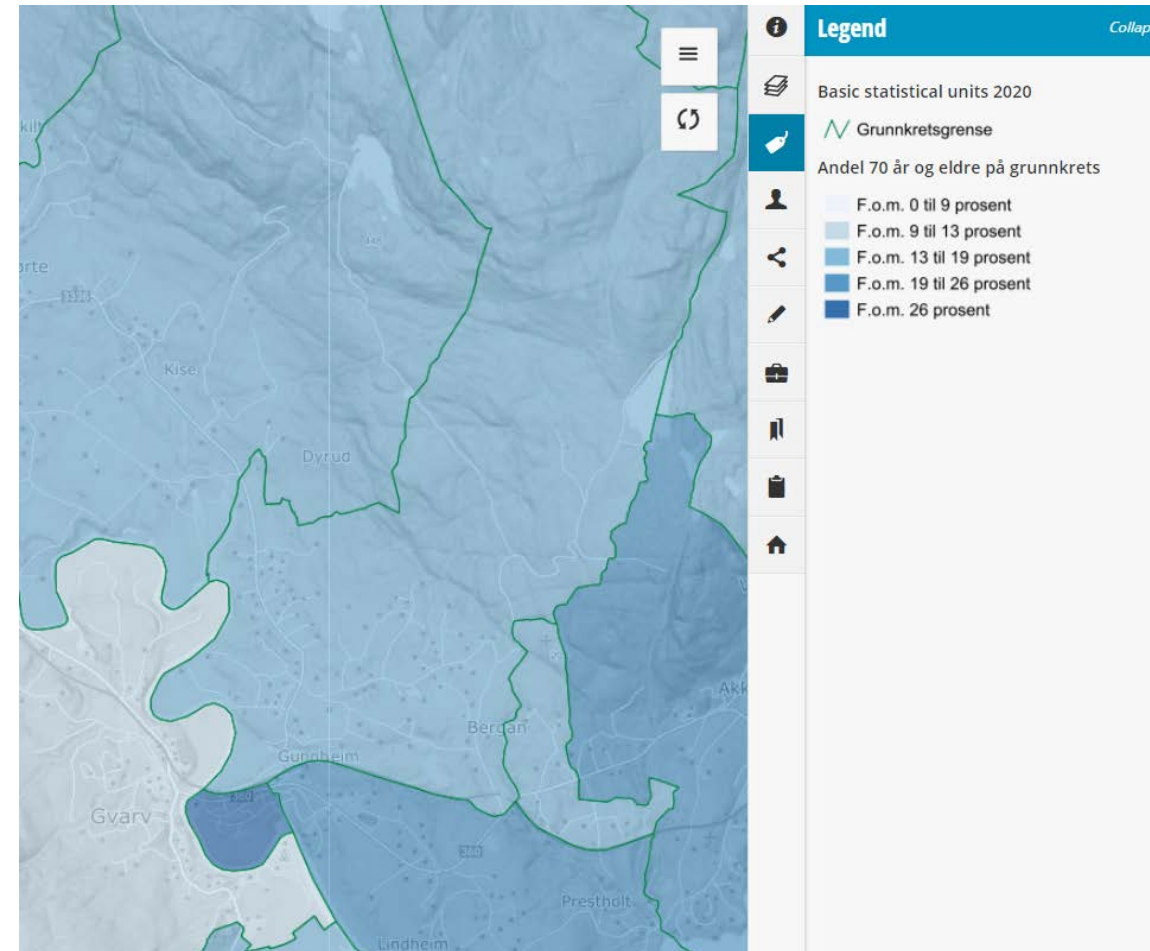 Legend
Collap
Basic statistical units 2020
Grunnkretsgrense
Andel 70 år og eldre på grunnkrets
F.o.m. 0 til 9 prosent
F.o.m. 9 til 13 prosent
F.o.m. 13 til 19 prosent
F.o.m. 19 til 26 prosent
F.o.m. 26 prosent
Kise
Dyrud
Akk
Bergan
Gunnheim
360
Gvarv
360
Prestholt
Lindheim